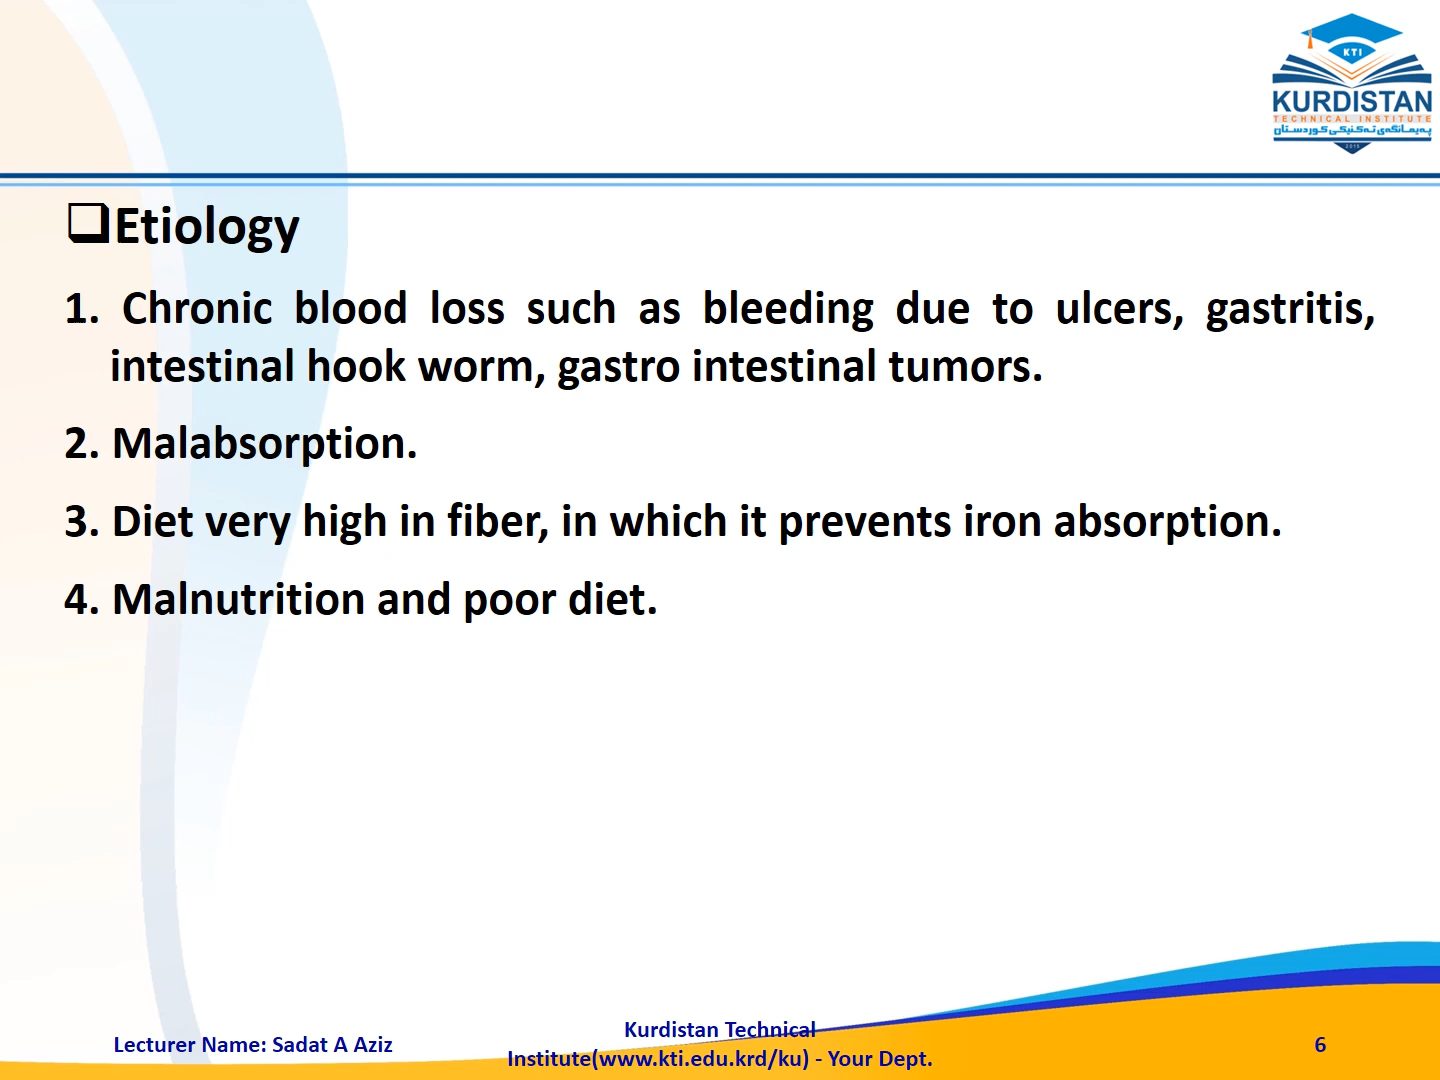 KTI
KURDISTAN
TECHNICAL INSTITUTE
پەیمانگەی تەکنیکی کوردستان
❑Etiology
1. Chronic blood loss such as bleeding due to ulcers, gastritis,
intestinal hook worm, gastro intestinal tumors.
2. Malabsorption.
3. Diet very high in fiber, in which it prevents iron absorption.
4. Malnutrition and poor diet.
Lecturer Name: Sadat A Aziz
Kurdistan Technical
Institute(www.kti.edu.krd/ku) - Your Dept.
6